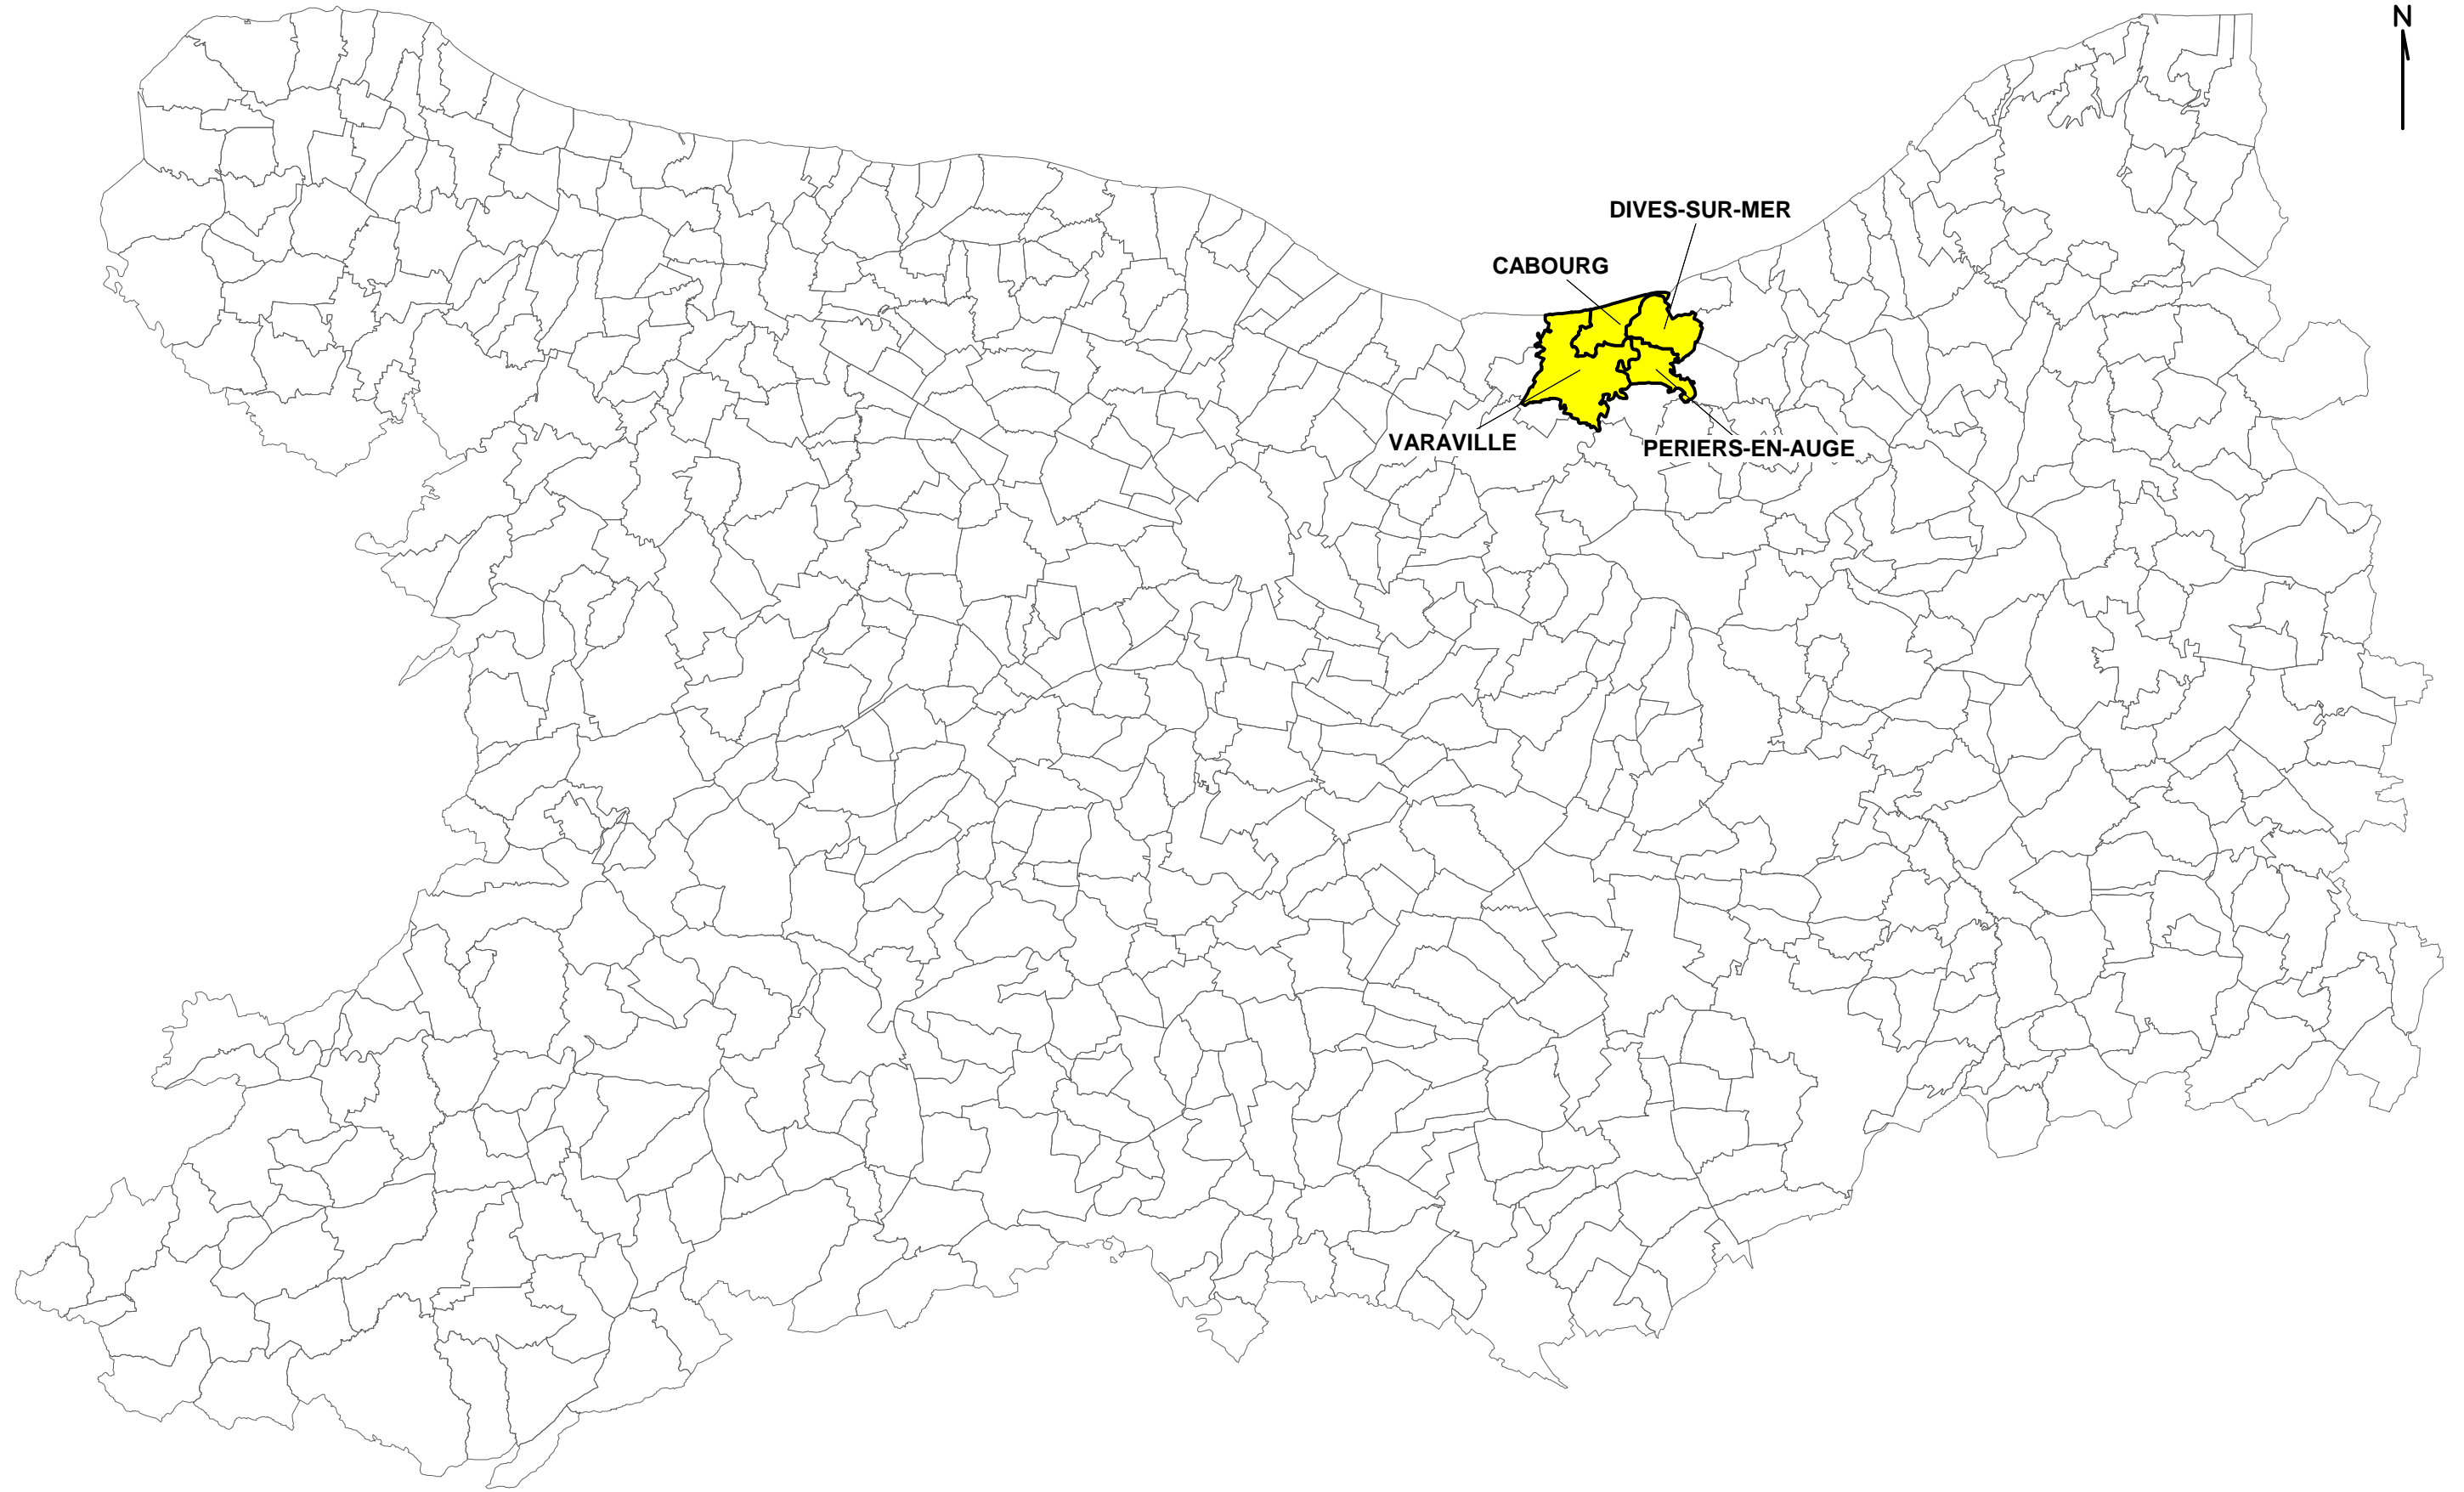 N
DIVES-SUR-MER
CABOURG
VARAVILLE
PERIERS-EN-AUGE